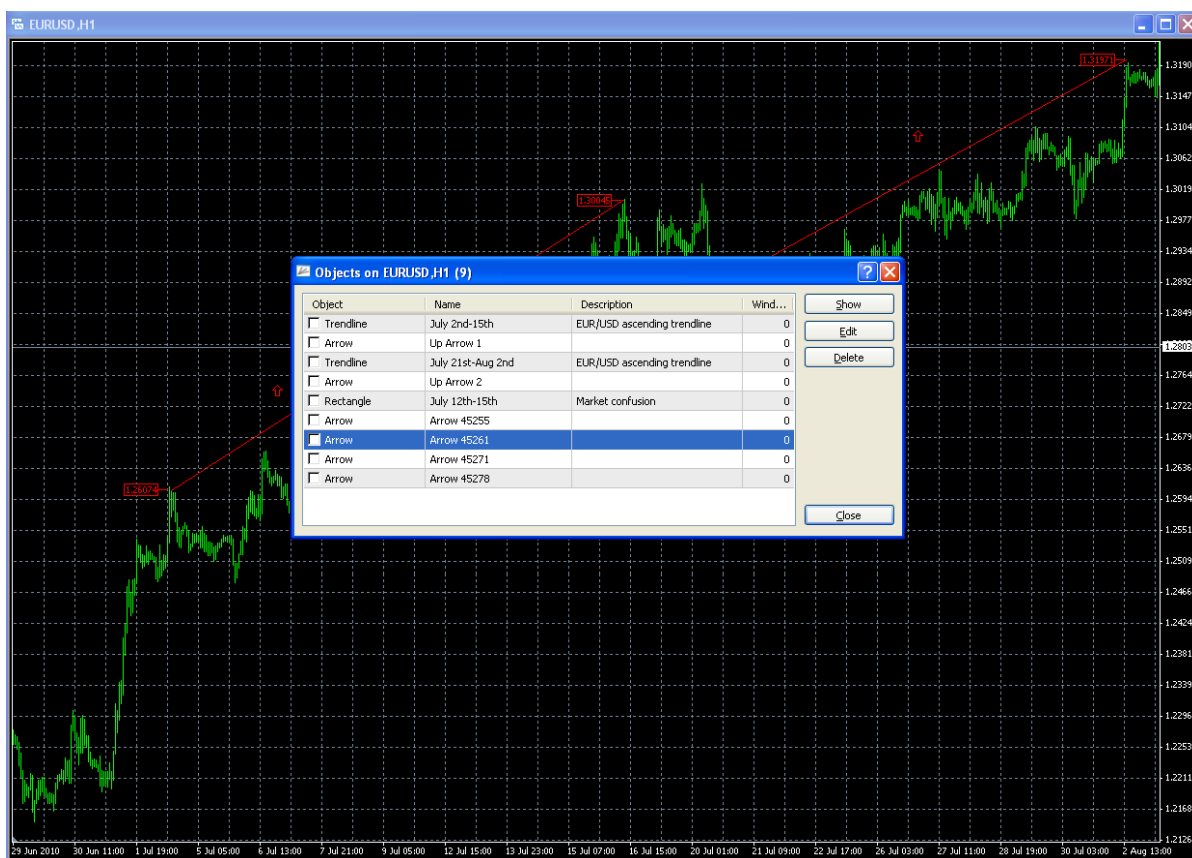 EURUSD,H1
1.31971
1.30045
1.26074
Objects on EURUSD,H1 (9)
Object Name Description Wind...
Trendline July 2nd-15th EUR/USD ascending trendline 0
Arrow Up Arrow 1 0
Trendline July 21st-Aug 2nd EUR/USD ascending trendline 0
Arrow Up Arrow 2 0
Rectangle July 12th-15th Market confusion 0
Arrow Arrow 45255 0
Arrow Arrow 45261 0
Arrow Arrow 45271 0
Arrow Arrow 45278 0
Show
Edit
Delete
Close
1.3190
1.3147
1.3104
1.3062
1.3019
1.2977
1.2934
1.2892
1.2849
1.2803
1.2764
1.2722
1.2679
1.2636
1.2594
1.2551
1.2509
1.2466
1.2424
1.2381
1.2339
1.2296
1.2253
1.2211
1.2168
1.2126
29 Jun 2010 30 Jun 11:00 1 Jul 19:00 5 Jul 05:00 6 Jul 13:00 7 Jul 21:00 9 Jul 05:00 12 Jul 15:00 13 Jul 23:00 15 Jul 07:00 16 Jul 15:00 20 Jul 01:00 21 Jul 09:00 22 Jul 17:00 26 Jul 03:00 27 Jul 11:00 28 Jul 19:00 30 Jul 03:00 2 Aug 13:00